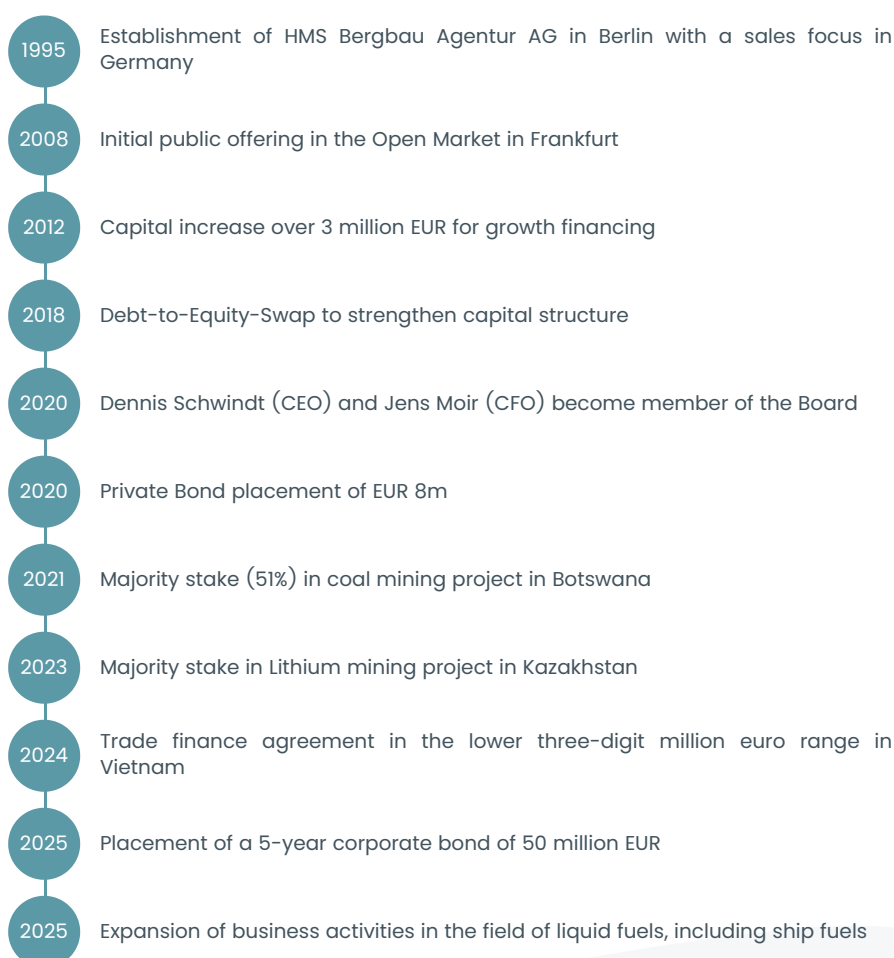 1995
Establishment of HMS Bergbau Agentur AG in Berlin with a sales focus in
Germany
2008
Initial public offering in the Open Market in Frankfurt
2012
Capital increase over 3 million EUR for growth financing
2018
Debt-to-Equity-Swap to strengthen capital structure
2020
Dennis Schwindt (CEO) and Jens Moir (CFO) become member of the Board
2020
Private Bond placement of EUR 8m
2021
Majority stake (51%) in coal mining project in Botswana
2023
Majority stake in Lithium mining project in Kazakhstan
2024
Trade finance agreement in the lower three-digit million euro range in
Vietnam
2025
Placement of a 5-year corporate bond of 50 million EUR
2025
Expansion of business activities in the field of liquid fuels, including ship fuels